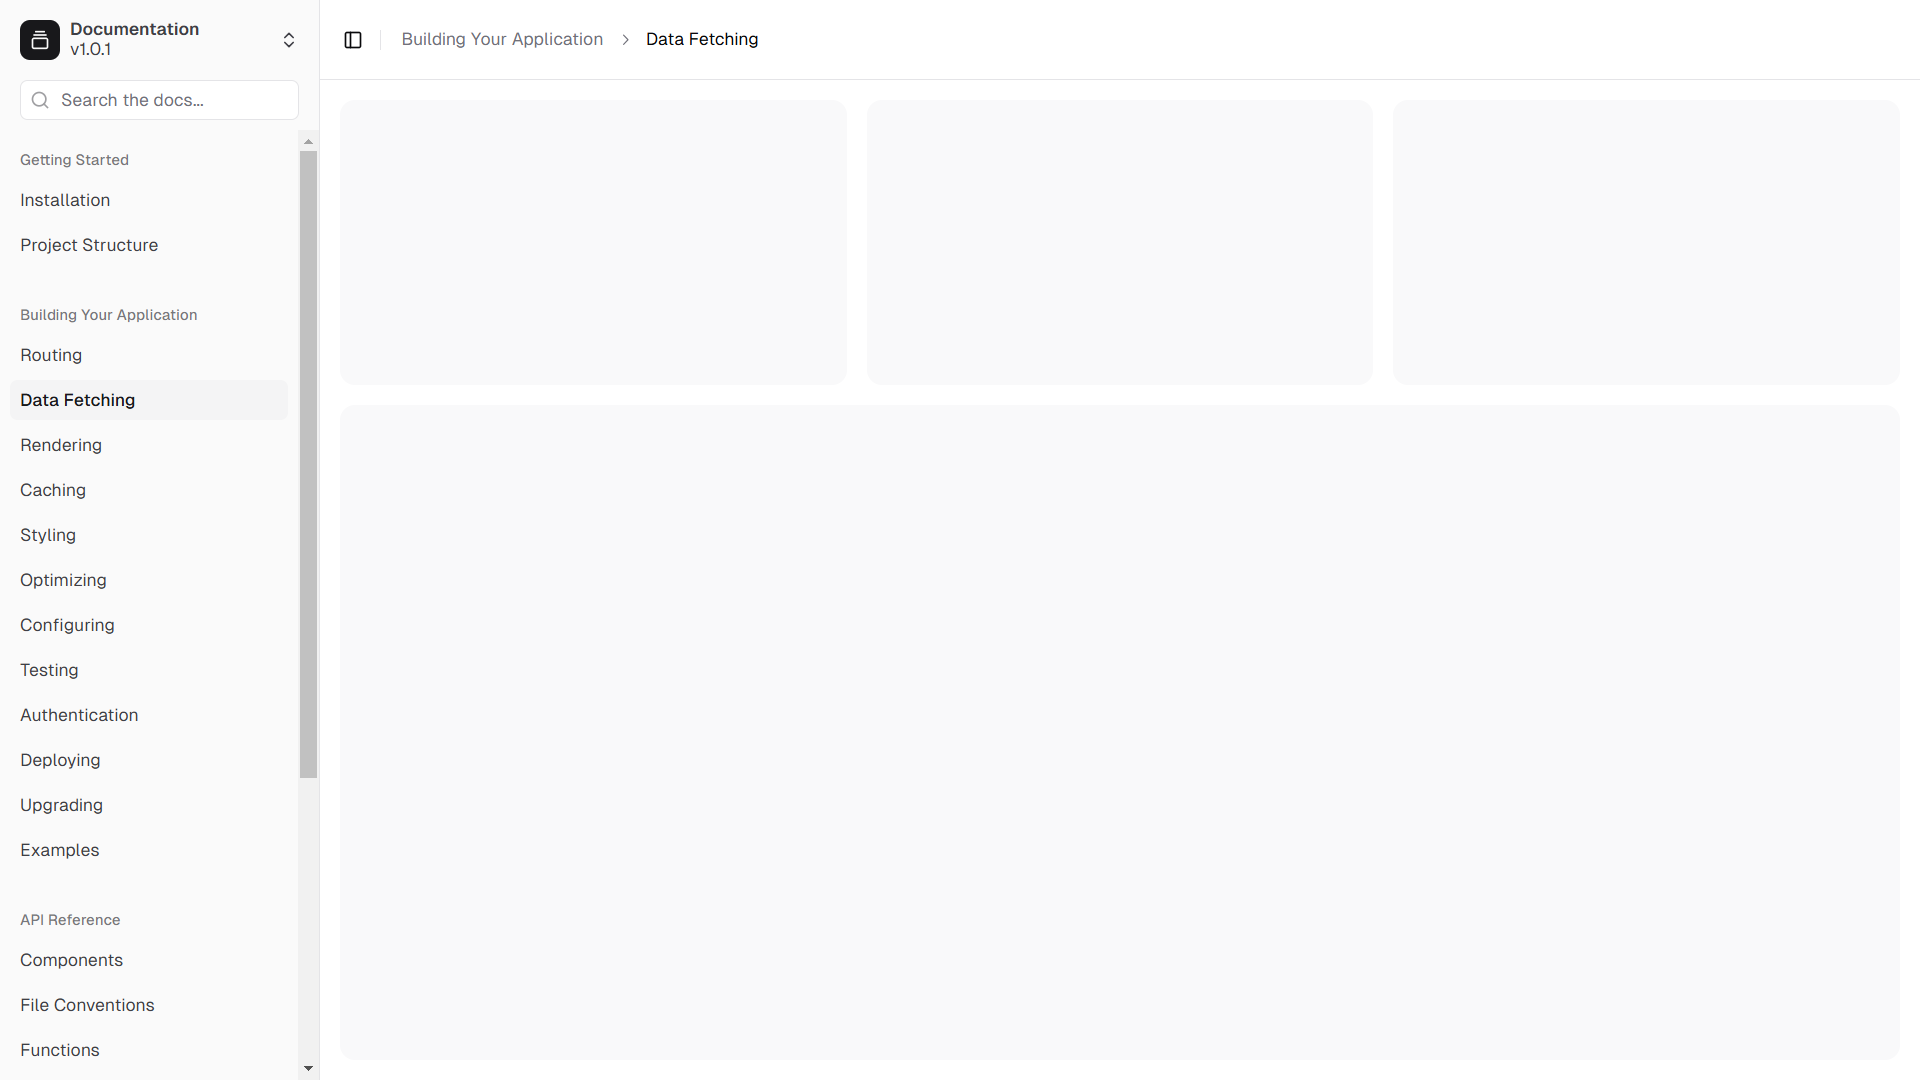 Documentation
v1.0.1
Search the docs...
Getting Started
Installation
Project Structure
Building Your Application
Routing
Data Fetching
Rendering
Caching
Styling
Optimizing
Configuring
Testing
Authentication
Deploying
Upgrading
Examples
API Reference
Components
File Conventions
Functions
Building Your Application > Data Fetching